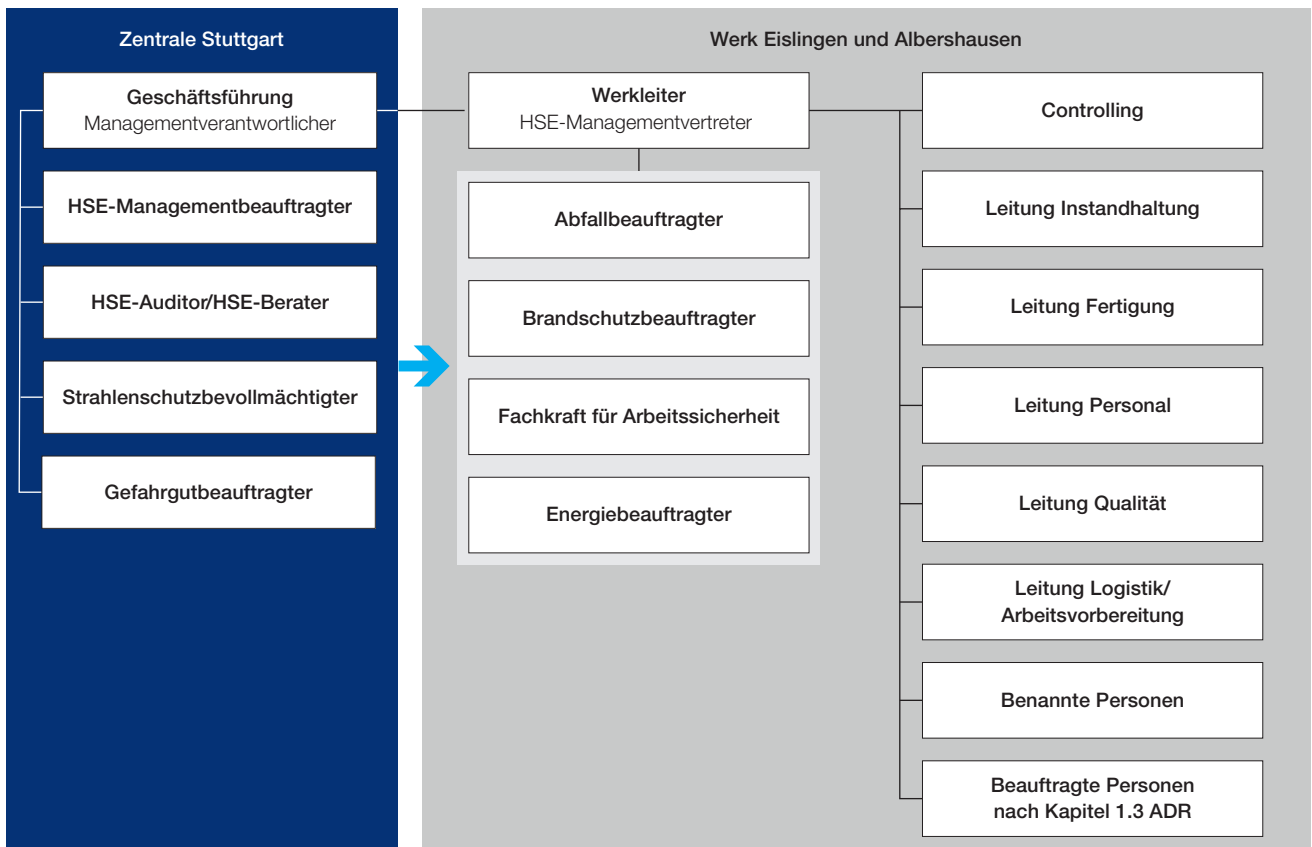 Zentrale Stuttgart
Geschäftsführung
Managementverantwortlicher
HSE-Managementbeauftragter
HSE-Auditor/HSE-Berater
Strahlenschutzbevollmächtigter
Gefahrgutbeauftragter
Werk Eislingen und Albershausen
Werkleiter
HSE-Managementvertreter
Abfallbeauftragter
Brandschutzbeauftragter
Fachkraft für Arbeitssicherheit
Energiebeauftragter
Controlling
Leitung Instandhaltung
Leitung Fertigung
Leitung Personal
Leitung Qualität
Leitung Logistik/
Arbeitsvorbereitung
Benannte Personen
Beauftragte Personen
nach Kapitel 1.3 ADR